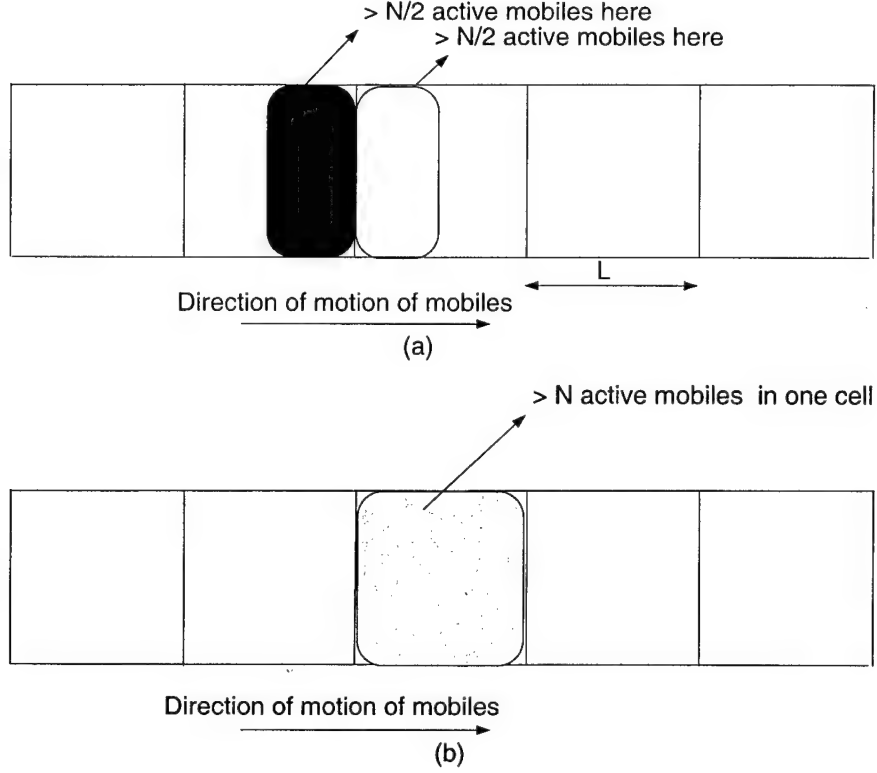 > N/2 active mobiles here
> N/2 active mobiles here
L
Direction of motion of mobiles
(a)
> N active mobiles in one cell
Direction of motion of mobiles
(b)